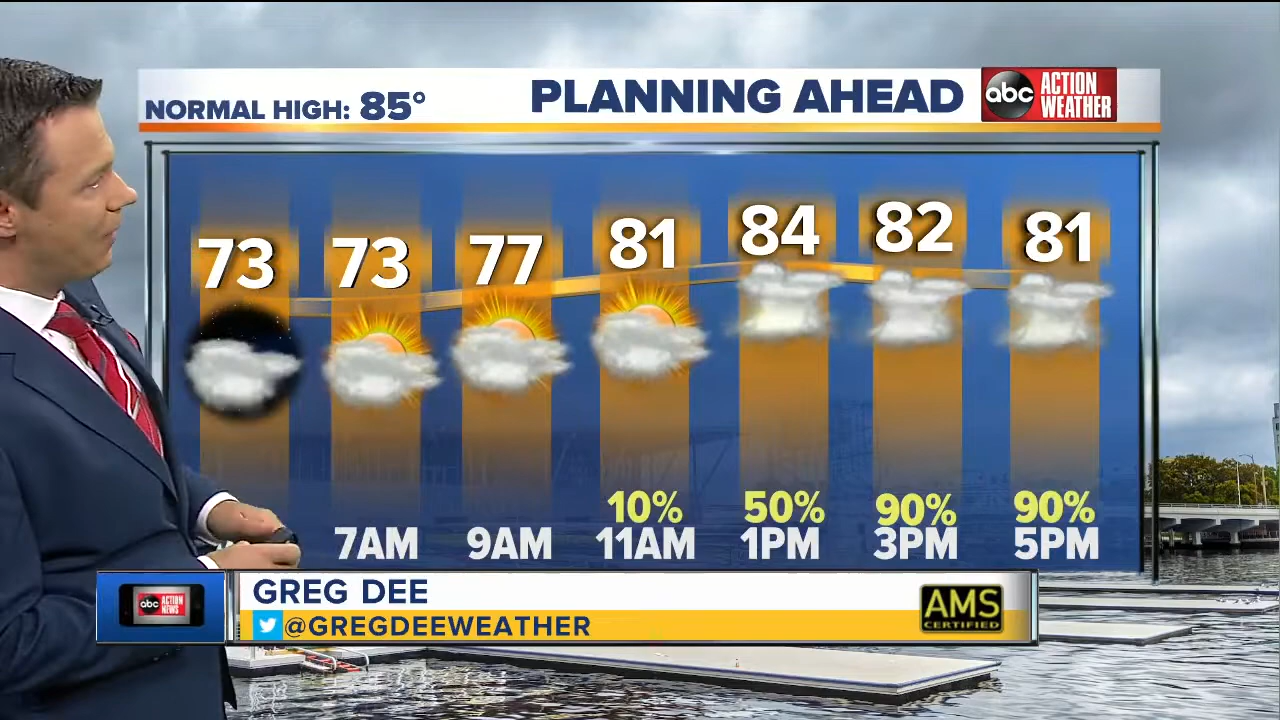 NORMAL HIGH: 85°
PLANNING AHEAD
abc ACTION
WEATHER
73 73 77 81 84 82 81
10% 50% 90% 90%
7AM 9AM 11AM 1PM 3PM 5PM
abc ACTION
NEWS
GREG DEE
@GREGDEEWEATHER
AMS
CERTIFIED